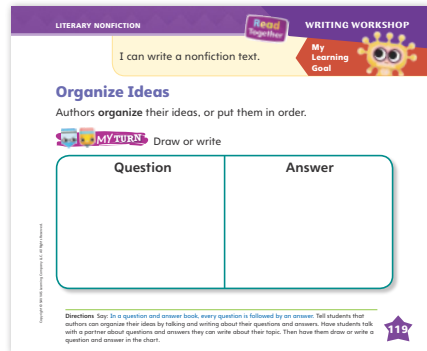 LITERARY NONFICTION
Read
Together
WRITING WORKSHOP
I can write a nonfiction text.
My
Learning
Goal
Organize Ideas
Authors organize their ideas, or put them in order.
MY TURN Draw or write
Question Answer
Directions Say: In a question and answer book, every question is followed by an answer. Tell students that
authors can organize their ideas by talking and writing about their questions and answers. Have students talk
with a partner about questions and answers they can write about their topic. Then have them draw or write a
question and answer in the chart.
119